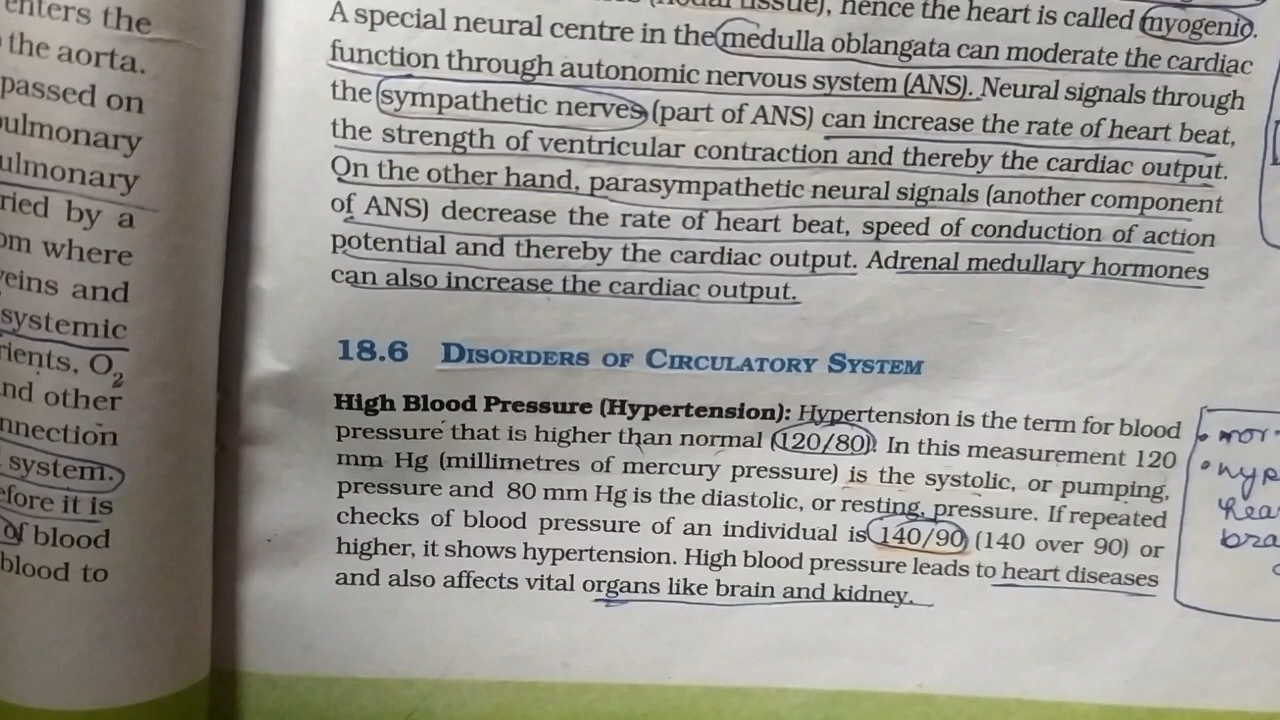 enters the
the aorta.
passed on
pulmonary
pulmonary
ried by a
om where
veins and
systemic
rients, O2
nd other
nnection
system.
efore it is
of blood
blood to
tissue), hence the heart is called myogenic.
A special neural centre in the medulla oblangata can moderate the cardiac
function through autonomic nervous system (ANS). Neural signals through
the sympathetic nerves (part of ANS) can increase the rate of heart beat,
the strength of ventricular contraction and thereby the cardiac output.
On the other hand, parasympathetic neural signals (another component
of ANS) decrease the rate of heart beat, speed of conduction of action
potential and thereby the cardiac output. Adrenal medullary hormones
can also increase the cardiac output.
18.6 DISORDERS OF CIRCULATORY SYSTEM
High Blood Pressure (Hypertension): Hypertension is the term for blood
pressure that is higher than normal (120/80). In this measurement 120
mm Hg (millimetres of mercury pressure) is the systolic, or pumping,
pressure and 80 mm Hg is the diastolic, or resting, pressure. If repeated
checks of blood pressure of an individual is 140/90 (140 over 90) or
higher, it shows hypertension. High blood pressure leads to heart diseases
and also affects vital organs like brain and kidney.
nor
hyp
hea
bra